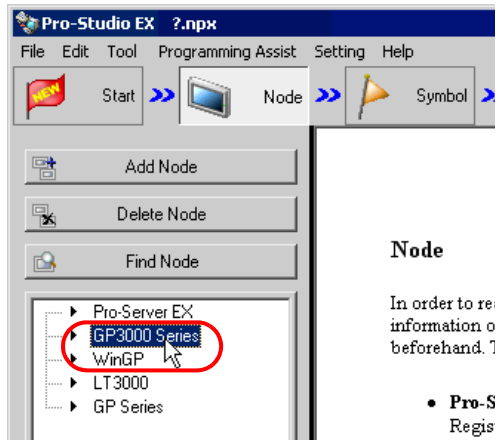 Pro-Studio EX ?.npx
File Edit Tool Programming Assist Setting Help
NEW Start Node Symbol
Add Node
Delete Node
Find Node
Pro-Server EX
GP3000 Series
WinGP
LT3000
GP Series
Node
In order to
information
beforehand.
Pro-S
Regis